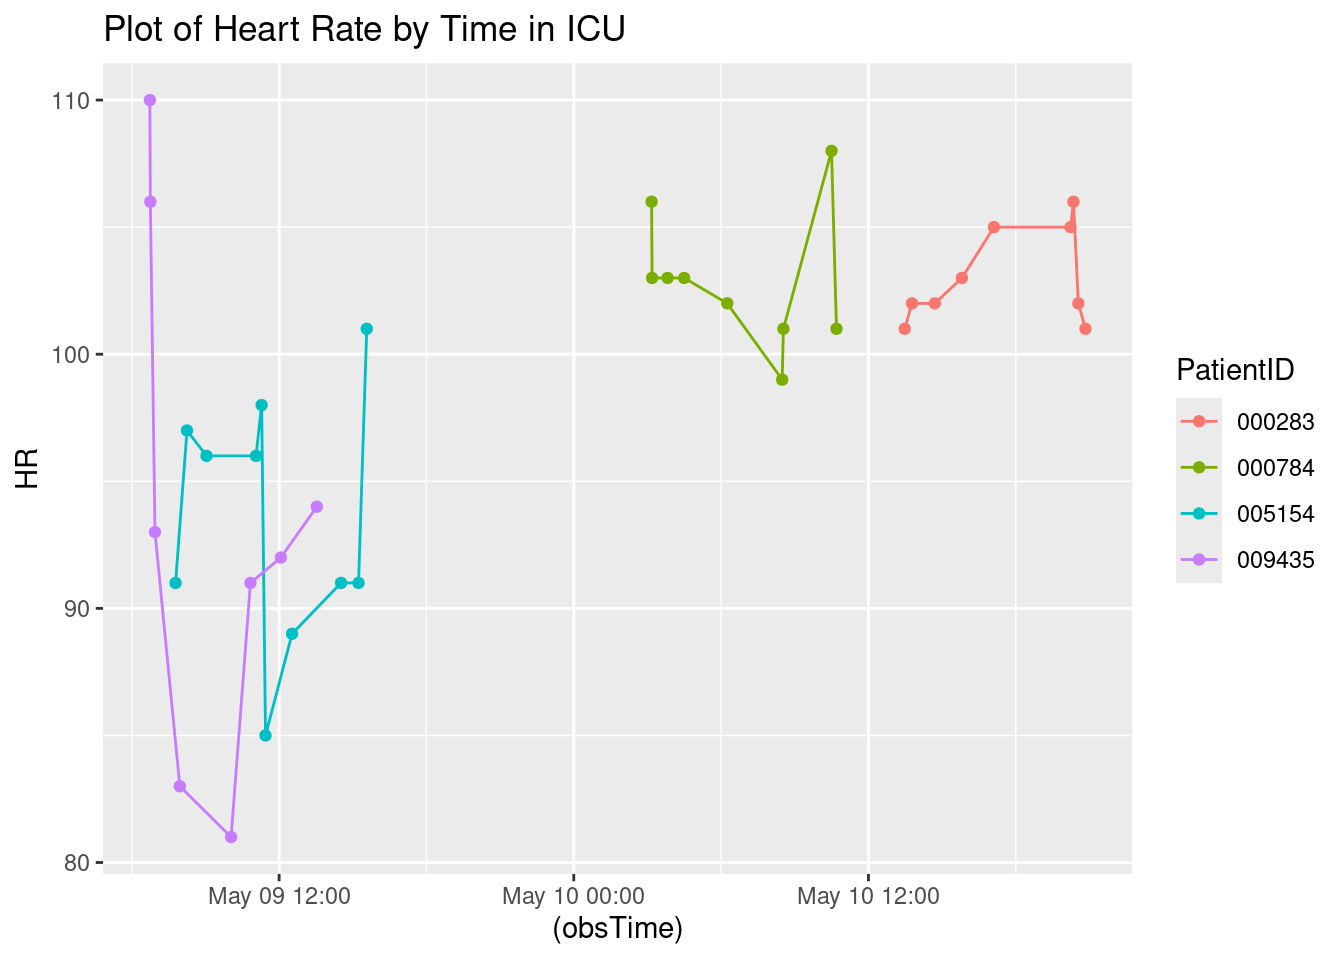 Plot of Heart Rate by Time in ICU
110
100
90
80
HR
May 09 12:00
May 10 00:00
May 10 12:00
(obsTime)
PatientID
000283
000784
005154
009435